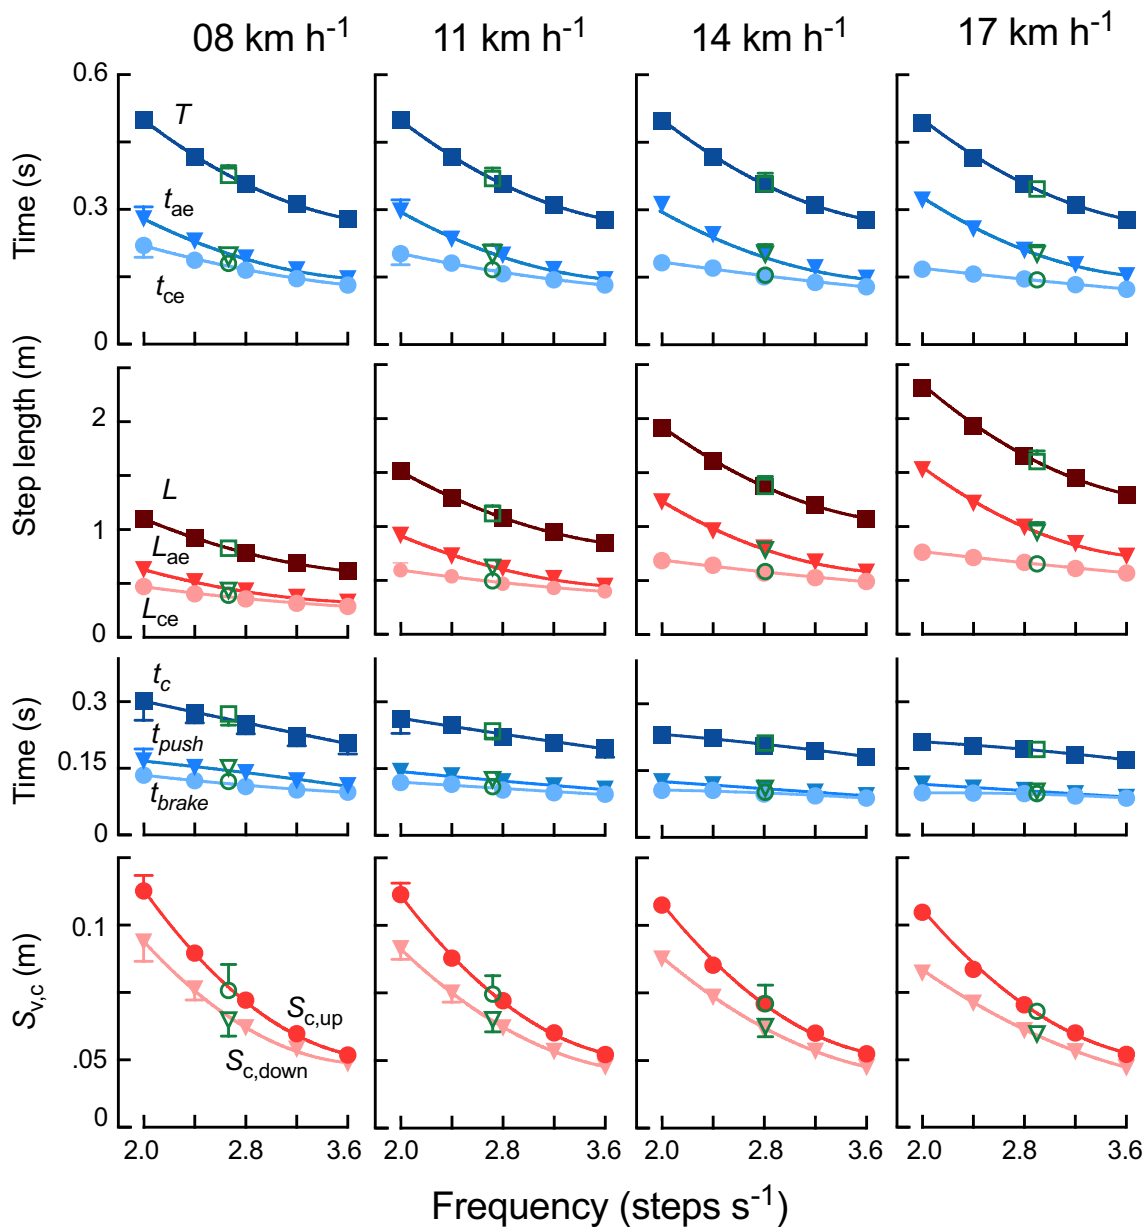 08 km h-1 11 km h-1 14 km h-1 17 km h-1
0.6
T
0.3
tae
tce
0
Time (s)
2
L
1
Lae
Lce
0
Step length (m)
tc
0.3
tpush
0.15
tbrake
0
Time (s)
0.1
Sc,up
.05
Sc,down
0
Sv,c (m)
2.0 2.8 3.6 2.0 2.8 3.6 2.0 2.8 3.6 2.0 2.8 3.6
Frequency (steps s-1)